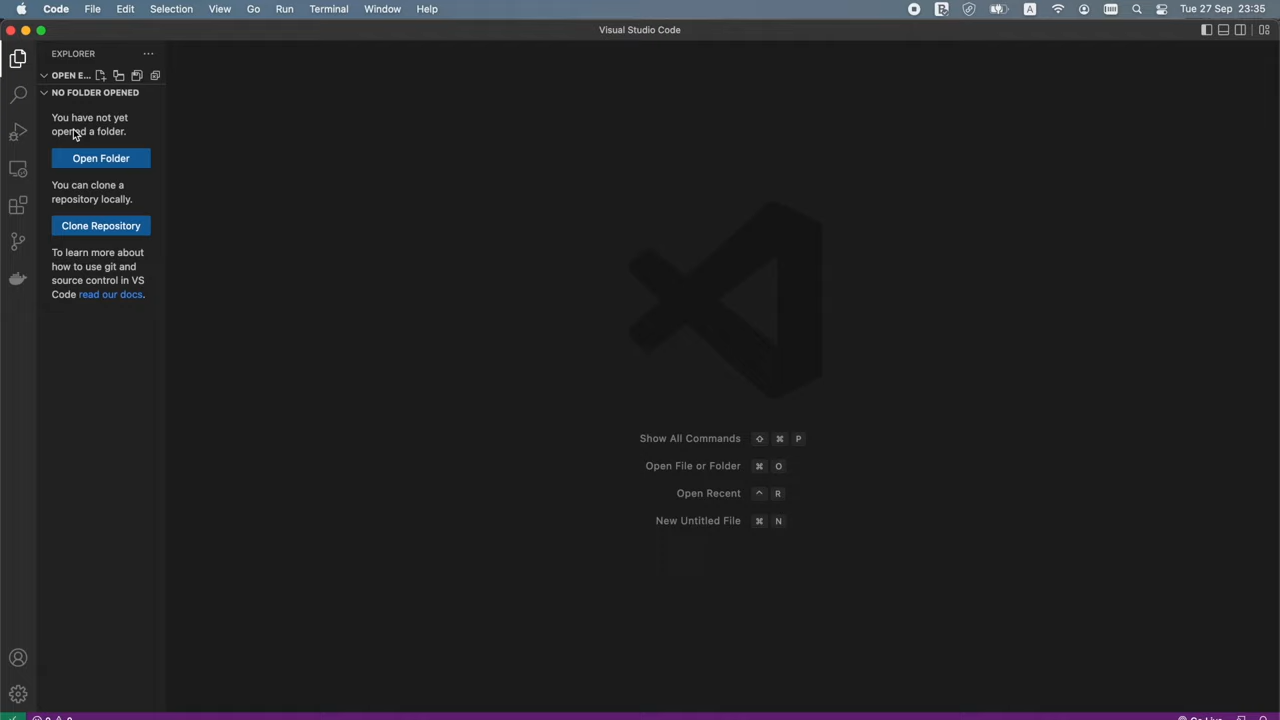 Code File Edit Selection View Go Run Terminal Window Help A Tue 27 Sep 23:35
Visual Studio Code
EXPLORER ...
OPEN E...
NO FOLDER OPENED
You have not yet
opened a folder.
Open Folder
You can clone a
repository locally.
Clone Repository
To learn more about
how to use git and
source control in VS
Code read our docs.
Show All Commands ⇧ ⌘ P
Open File or Folder ⌘ O
Open Recent ^ R
New Untitled File ⌘ N
Go Live